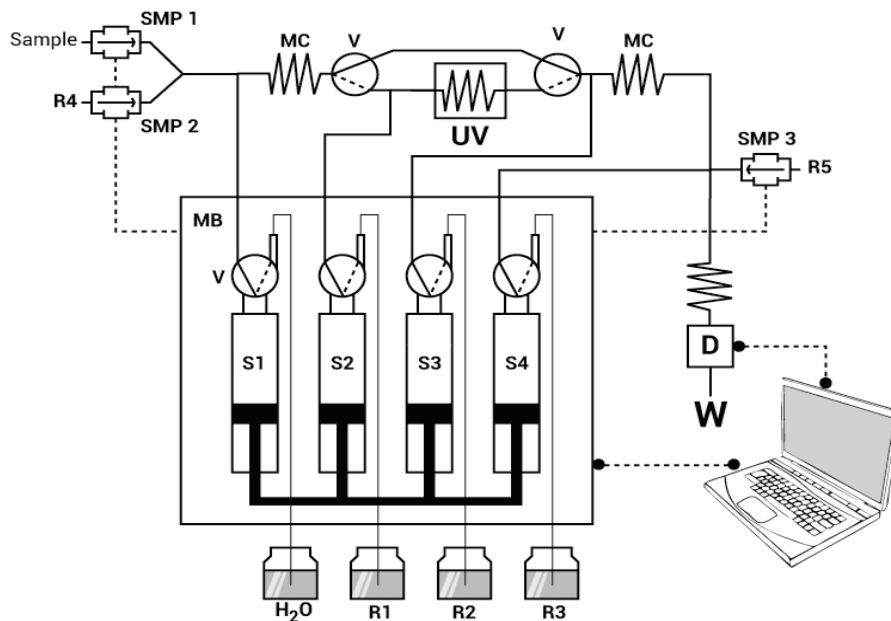 SMP 1
Sample
MC
V
V
MC
R4
SMP 2
UV
SMP 3
R5
MB
V
S1
S2
S3
S4
D
W
H₂O
R1
R2
R3